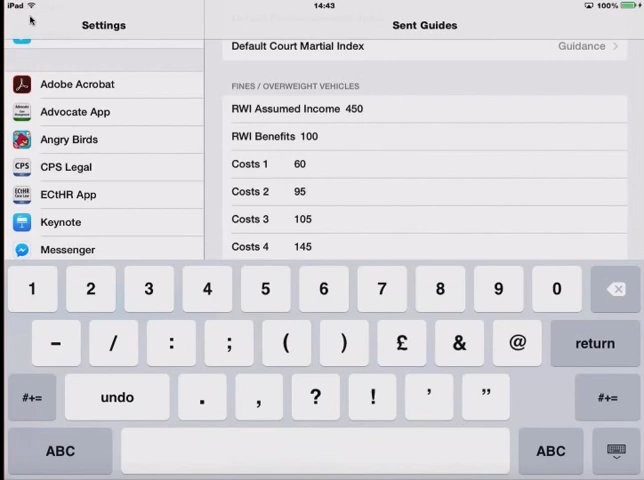 iPad 14:43 100%
Settings Sent Guides
Default Court Martial Index Guidance >
FINES / OVERWEIGHT VEHICLES
Adobe Acrobat
Advocate App
Angry Birds
CPS CPS Legal
ECtHR ECtHR App
Keynote
Messenger
RWI Assumed Income 450
RWI Benefits 100
Costs 1 60
Costs 2 95
Costs 3 105
Costs 4 145
1 2 3 4 5 6 7 8 9 0
- / : ; ( ) £ & @ return
#+= undo . , ? ! ' " #+=
ABC ABC